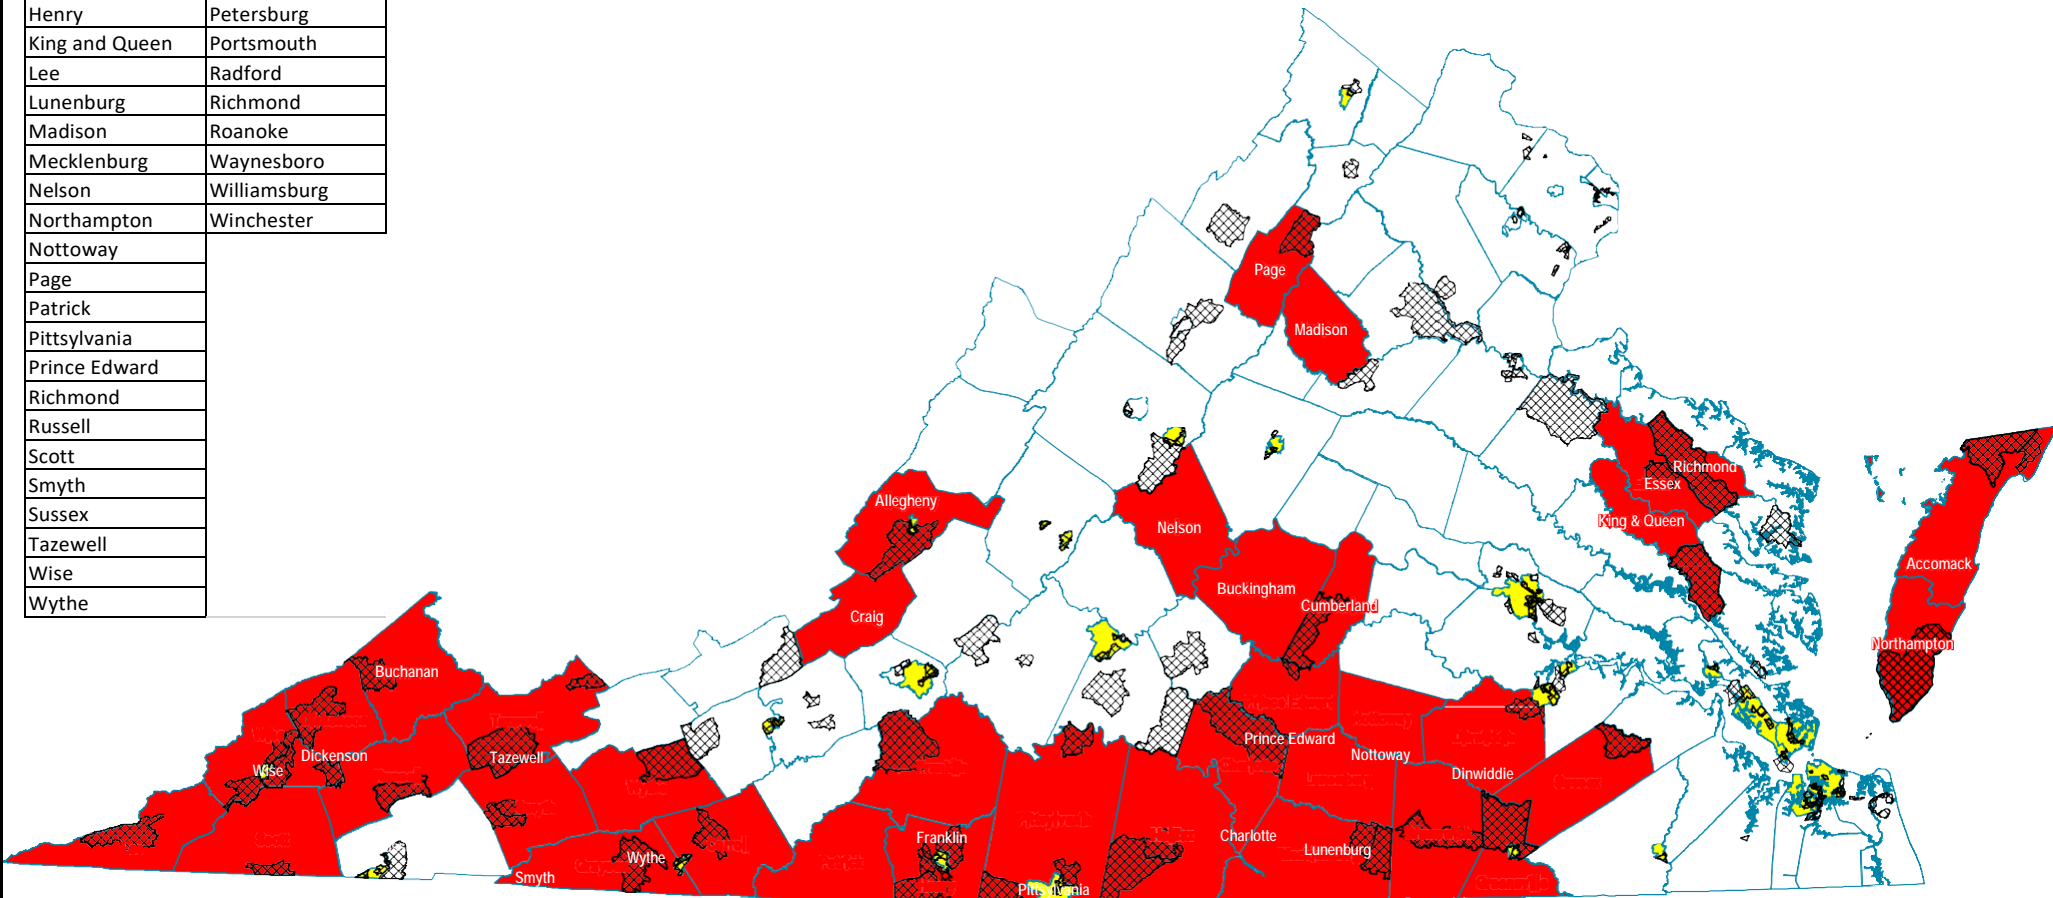 Henry Petersburg
King and Queen Portsmouth
Lee Radford
Lunenburg Richmond
Madison Roanoke
Mecklenburg Waynesboro
Nelson Williamsburg
Northampton Winchester
Nottoway
Page
Patrick
Pittsylvania
Prince Edward
Richmond
Russell
Scott
Smyth
Sussex
Tazewell
Wise
Wythe
Page
Madison
Richmond
Essex
Allegheny
King & Queen
Nelson
Accomack
Buckingham
Cumberland
Craig
Northampton
Buchanan
Prince Edward
Dickenson
Tazewell
Nottoway
Wise
Dinwiddie
Franklin
Charlotte
Wythe
Lunenburg
Smyth
Pittsylvania